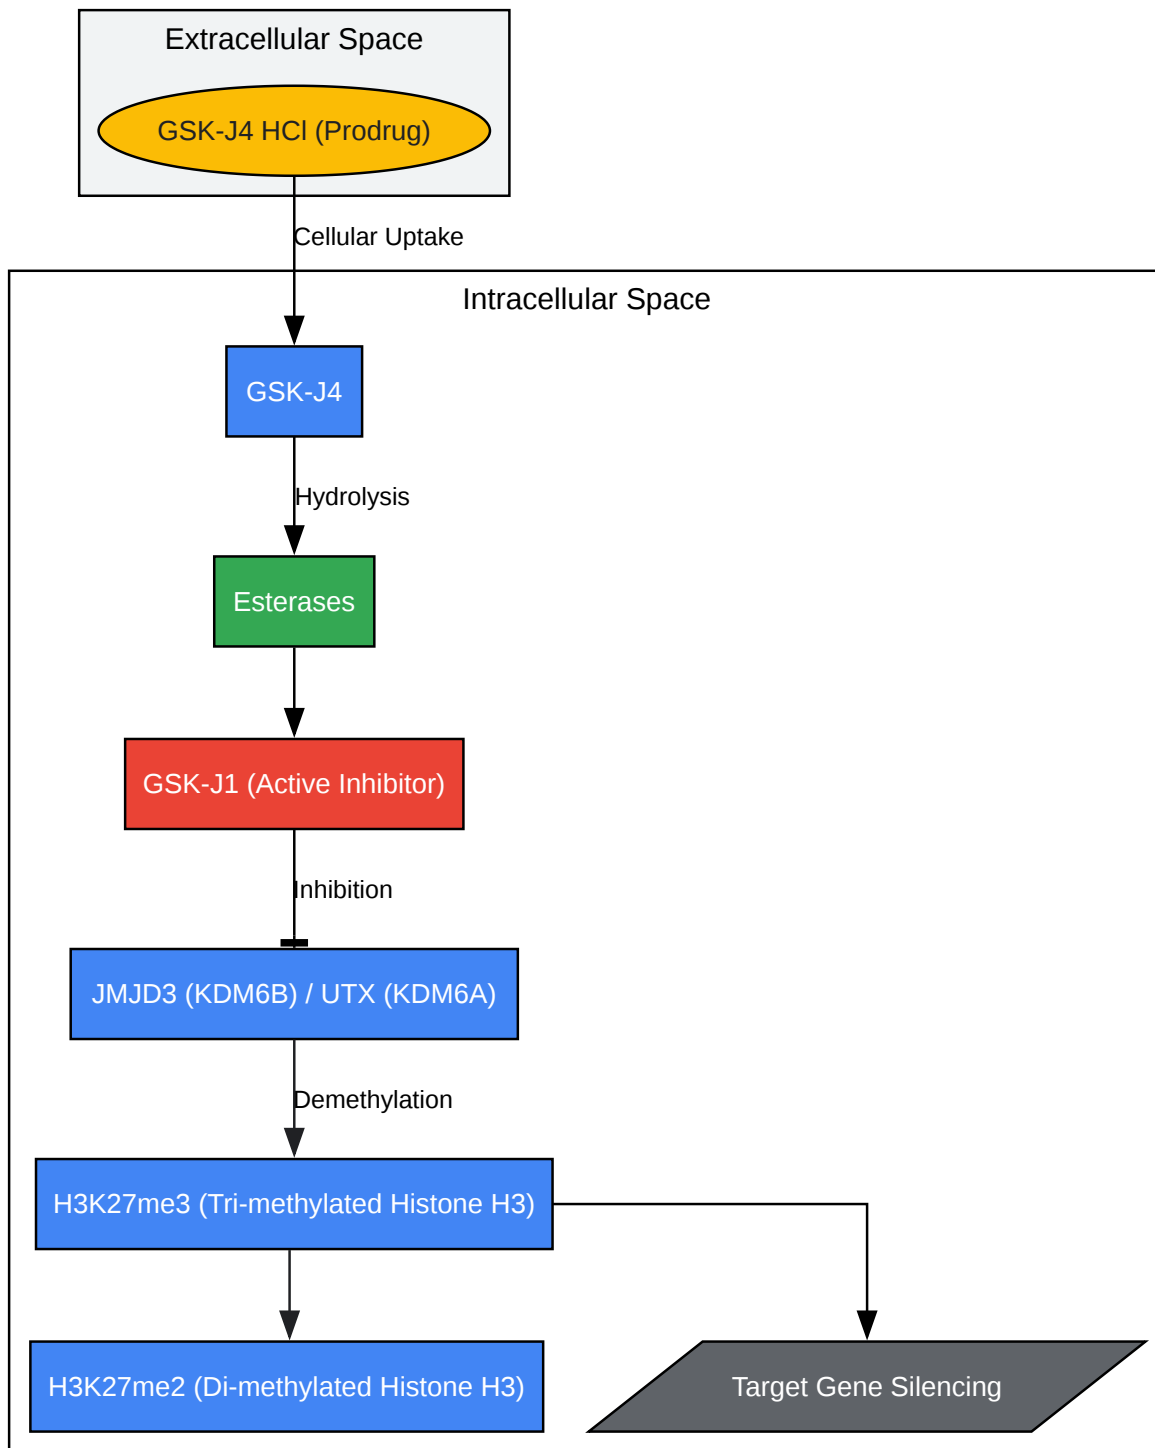 Extracellular Space
GSK-J4 HCl (Prodrug)
Cellular Uptake
Intracellular Space
GSK-J4
Hydrolysis
Esterases
GSK-J1 (Active Inhibitor)
Inhibition
JMJD3 (KDM6B) / UTX (KDM6A)
Demethylation
H3K27me3 (Tri-methylated Histone H3)
H3K27me2 (Di-methylated Histone H3)
Target Gene Silencing